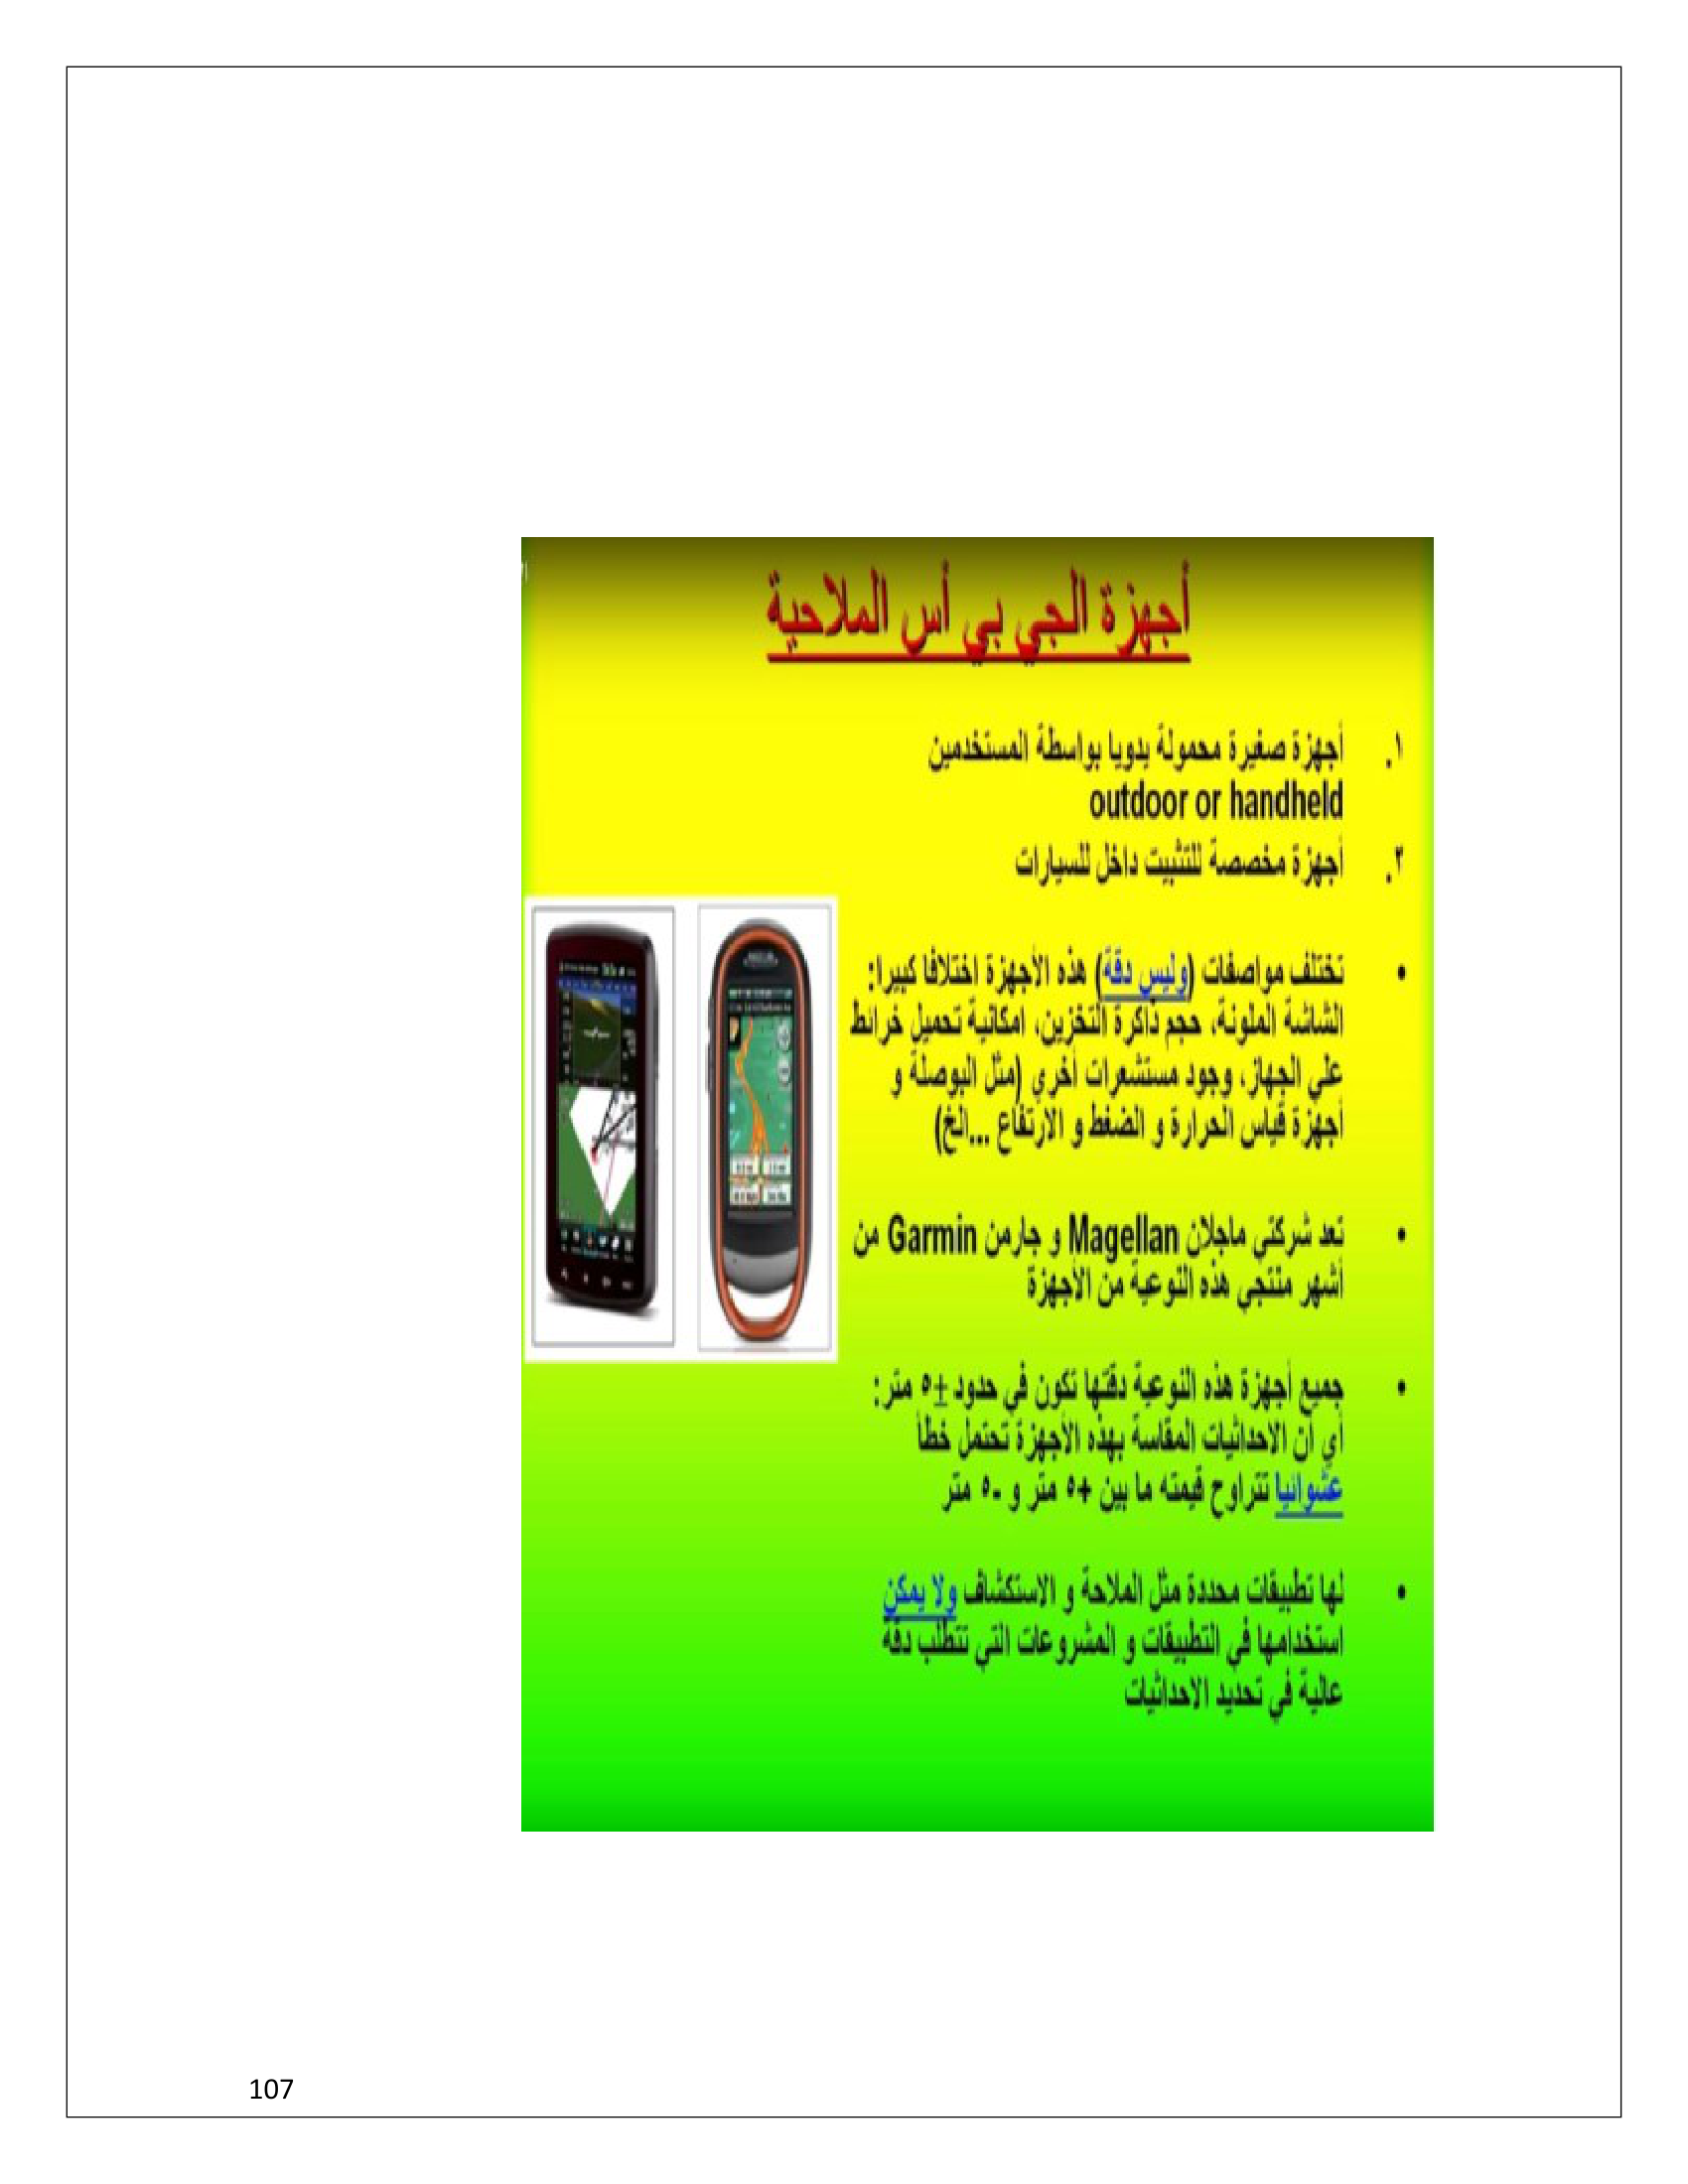 أجهزة الجي بي أس الملاحية
١. أجهزة صغيرة محمولة يدويا بواسطة المستخدمين
outdoor or handheld
٢. أجهزة مخصصة للتثبيت داخل للسيارات
• تختلف مواصفات (وليس دقة) هذه الأجهزة اختلافا كبيرا:
الشاشة الملونة، حجم ذاكرة التخزين، امكانية تحميل خرائط
علي الجهاز، وجود مستشعرات أخري (مثل البوصلة و
أجهزة قياس الحرارة و الضغط و الارتفاع ...الخ)
• تعد شركتي ماجلان Magellan و جارمن Garmin من
أشهر منتجي هذه النوعية من الأجهزة
• جميع أجهزة هذه النوعية دقتها تكون في حدود ±٥ متر:
أي أن الاحداثيات المقاسة بهذه الأجهزة تحتمل خطأ
عشوائيا تتراوح قيمته ما بين +٥ متر و -٥ متر
• لها تطبيقات محددة مثل الملاحة و الاستكشاف ولا يمكن
استخدامها في التطبيقات و المشروعات التي تتطلب دقة
عالية في تحديد الاحداثيات
107